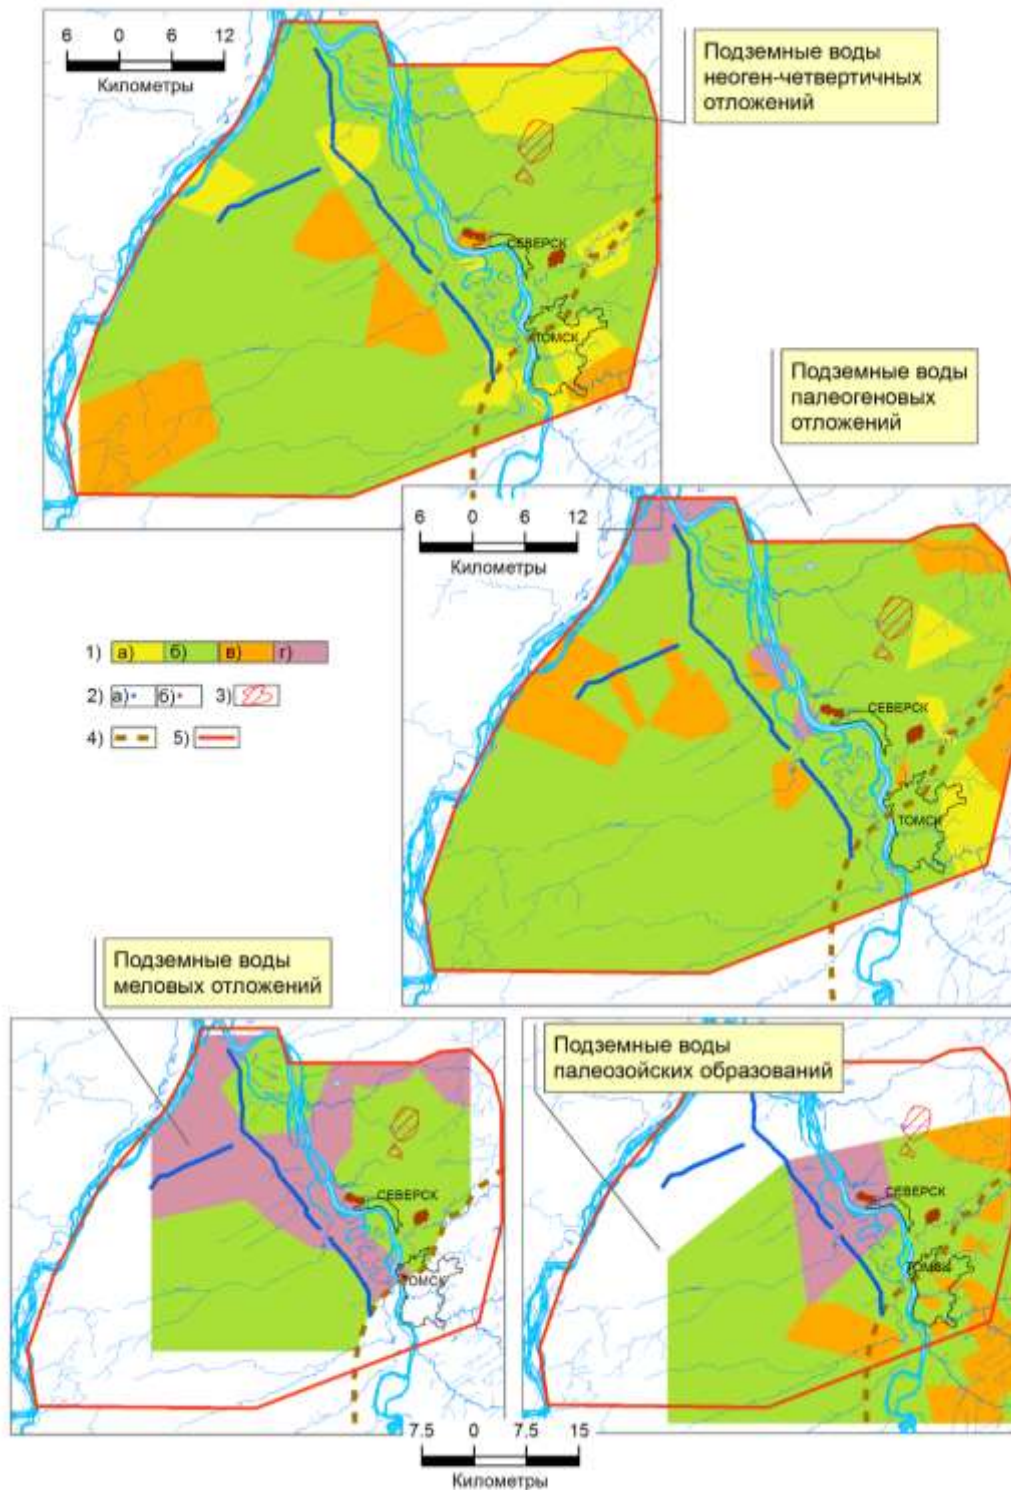 6 0 6 12
Километры
Подземные воды
неоген-четвертичных
отложений
СЕВЕРСК
ТОМСК
Подземные воды
палеогеновых
отложений
6 0 6 12
Километры
1) а) б) в) г)
2) а) б) 3)
4) 5)
СЕВЕРСК
ТОМСК
Подземные воды
меловых отложений
СЕВЕРСК
ТОМСК
Подземные воды
палеозойских образований
СЕВЕРСК
ТОМСК
7.5 0 7.5 15
Километры